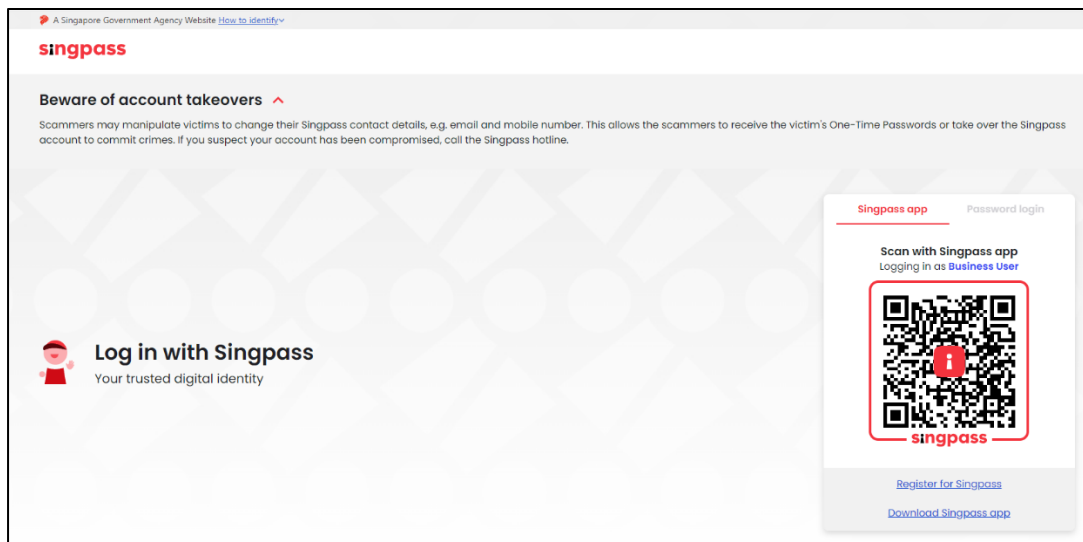 A Singapore Government Agency Website How to identify
singpass
Beware of account takeovers
Scammers may manipulate victims to change their Singpass contact details, e.g. email and mobile number. This allows the scammers to receive the victim's One-Time Passwords or take over the Singpass
account to commit crimes. If you suspect your account has been compromised, call the Singpass hotline.
Singpass app Password login
Scan with Singpass app
Logging in as Business User
singpass
Log in with Singpass
Your trusted digital identity
Register for Singpass
Download Singpass app